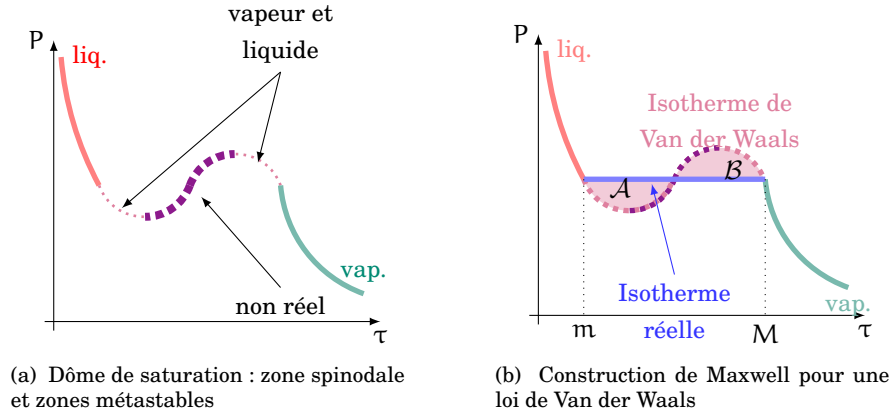 vapeur et
liquide
P
liq.
vap.
non réel
τ
(a) Dôme de saturation : zone spinodale
et zones métastables
P
liq.
Isotherme de
Van der Waals
A
B
Isotherme
réelle
vap.
m
M
τ
(b) Construction de Maxwell pour une
loi de Van der Waals